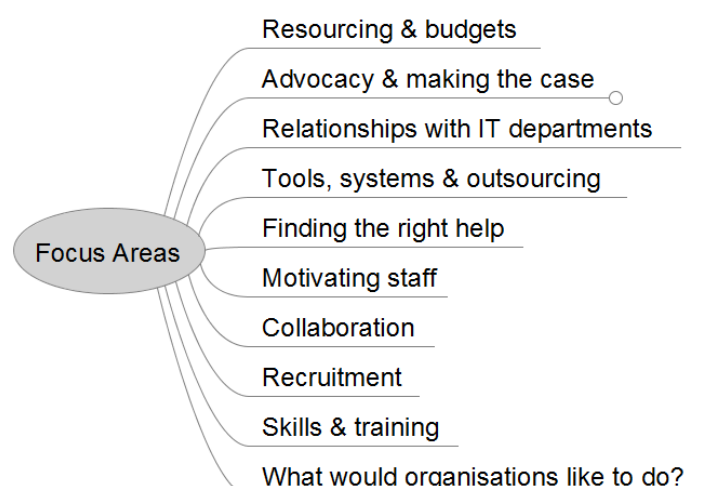 Focus Areas
Resourcing & budgets
Advocacy & making the case
Relationships with IT departments
Tools, systems & outsourcing
Finding the right help
Motivating staff
Collaboration
Recruitment
Skills & training
What would organisations like to do?